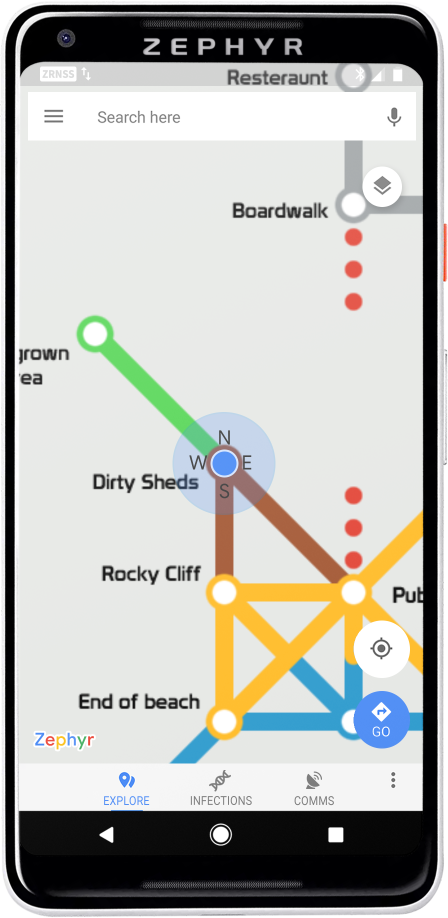 ZEPHYR
ZRNSS
Resteraunt
Search here
Boardwalk
grown
ea
N
W E
Dirty Sheds
S
Rocky Cliff
Pub
End of beach
Zephyr
GO
EXPLORE INFECTIONS COMMS